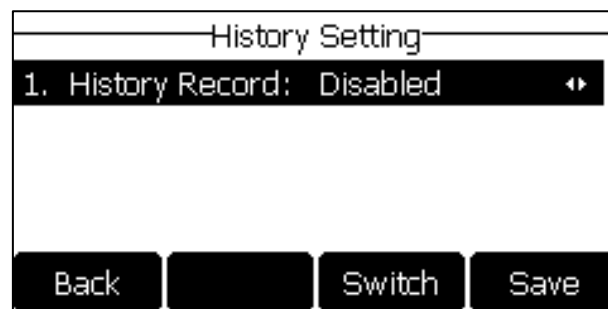 History Setting
1. History Record: Disabled
Back Switch Save